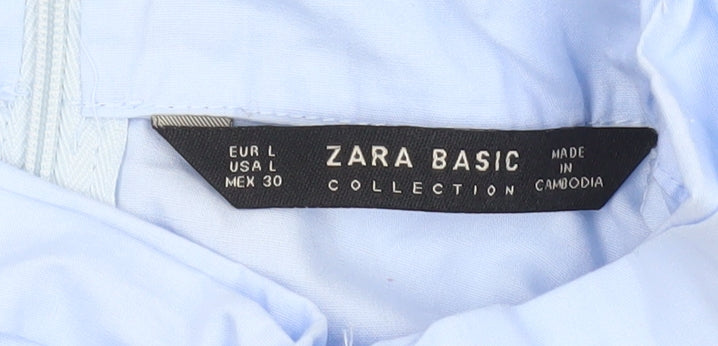 EUR L
USA L
MEX 30
ZARA BASIC
COLLECTION
MADE
IN
CAMBODIA